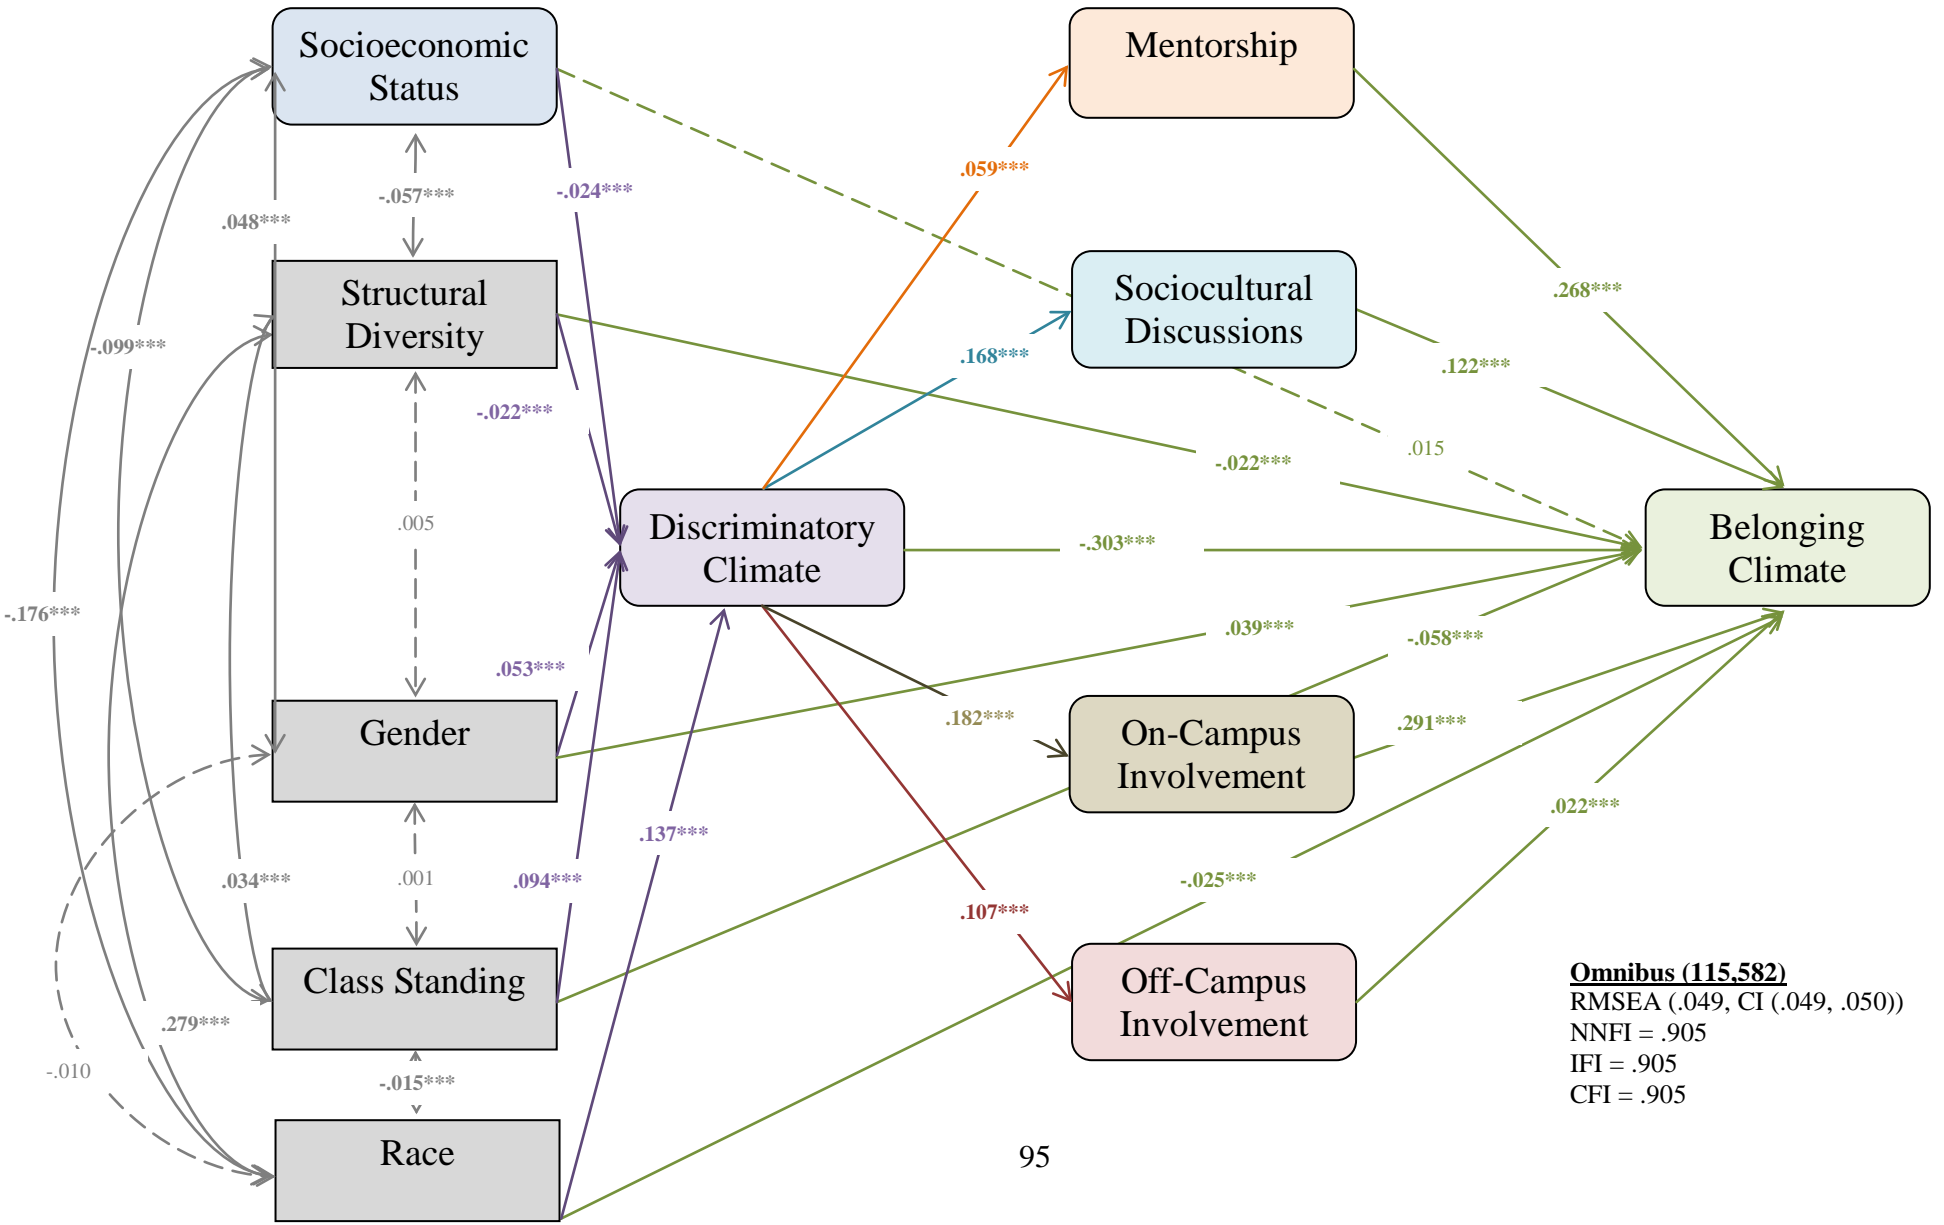 Socioeconomic
Status
Mentorship
.059***
-.057***
-.024***
.048***
Structural
Diversity
Sociocultural
Discussions
.268***
-.099***
.168***
.122***
-.022***
.015
-.022***
.005
Discriminatory
Climate
-.303***
Belonging
Climate
-.176***
.039***
-.058***
.053***
Gender
.182***
On-Campus
Involvement
.291***
.022***
.137***
.034***
.001
.094***
-.025***
.107***
Class Standing
Off-Campus
Involvement
Omnibus (115,582)
RMSEA (.049, CI (.049, .050))
NNFI = .905
IFI = .905
CFI = .905
.279***
-.010
-.015***
Race
95